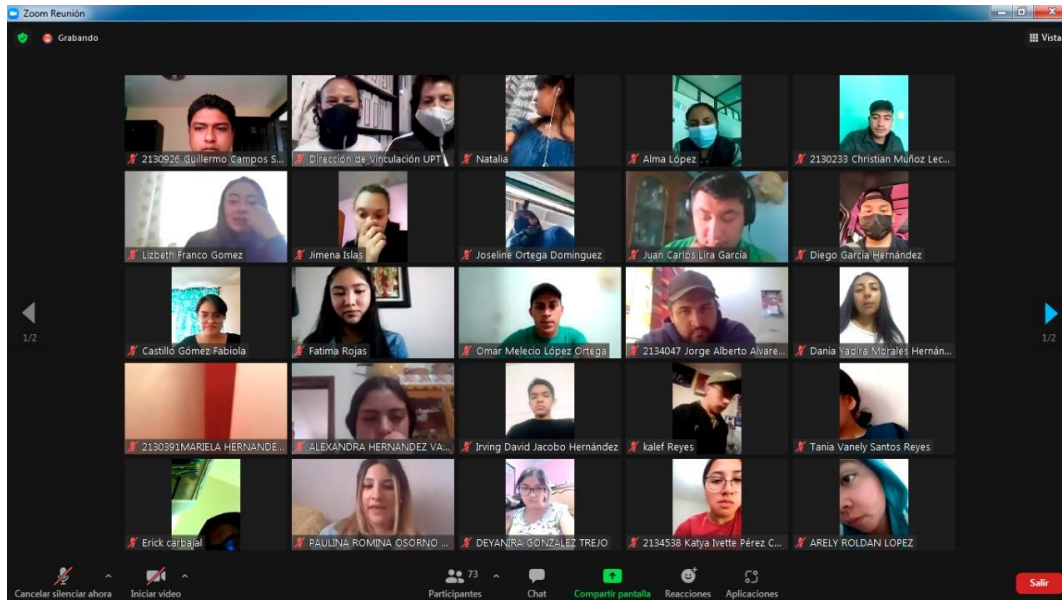 Zoom Reunión
Grabando
Vista
2130926 Guillermo Campos S...
Dirección de Vinculación UPT
Natalia
Alma López
2130233 Christian Muñoz Lec...
Lizbeth Franco Gomez
Jimena Islas
Joseline Ortega Dominguez
Juan Carlos Lira García
Diego García Hernández
1/2
1/2
Castillo Gómez Fabiola
Fatima Rojas
Omar Melecio López Ortega
2134047 Jorge Alberto Alvare...
Dania Yadira Morales Hernán...
2130391MARIELA HERNANDE...
ALEXANDRA HERNANDEZ VA...
Irving David Jacobo Hernández
kalef Reyes
Tania Vanely Santos Reyes
Erick carbajal
PAULINA ROMINA OSORNO ...
DEYANIRA GONZALEZ TREJO
2134538 Katya Ivette Pérez C...
ARELY ROLDAN LOPEZ
73
Cancelar silenciar ahora
Iniciar video
Participantes
Chat
Compartir pantalla
Reacciones
Aplicaciones
Salir